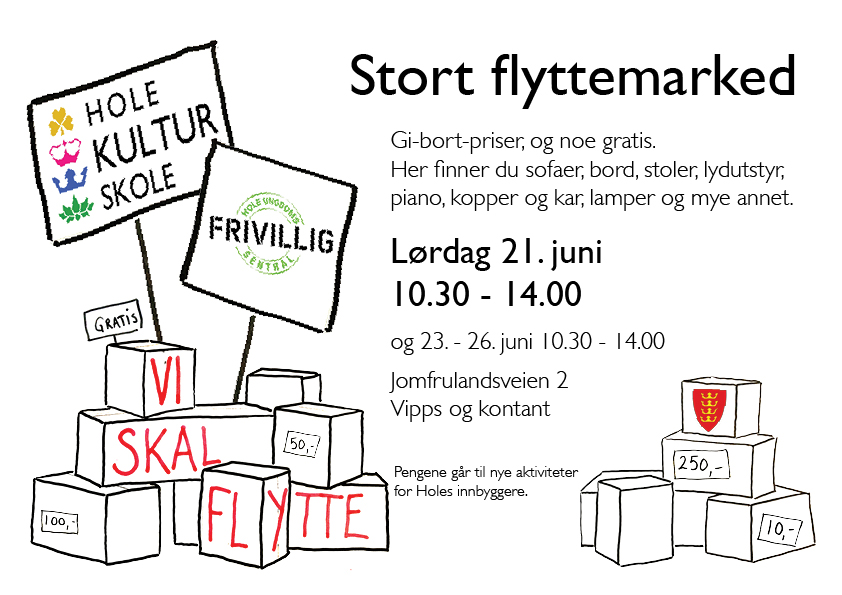 Stort flyttemarked
Gi-bort-priser, og noe gratis.
Her finner du sofaer, bord, stoler, lydutstyr,
piano, kopper og kar, lamper og mye annet.
Lørdag 21. juni
10.30 - 14.00
og 23. - 26. juni 10.30 - 14.00
Jomfrulandsveien 2
Vipps og kontant
Pengene går til nye aktiviteter
for Holes innbyggere.
HOLE
KULTUR
SKOLE
HOLE UNGDOMS
FRIVILLIG
SENTRAL
GRATIS
VI
SKAL
FLYTTE
50,-
100,-
250,-
10,-